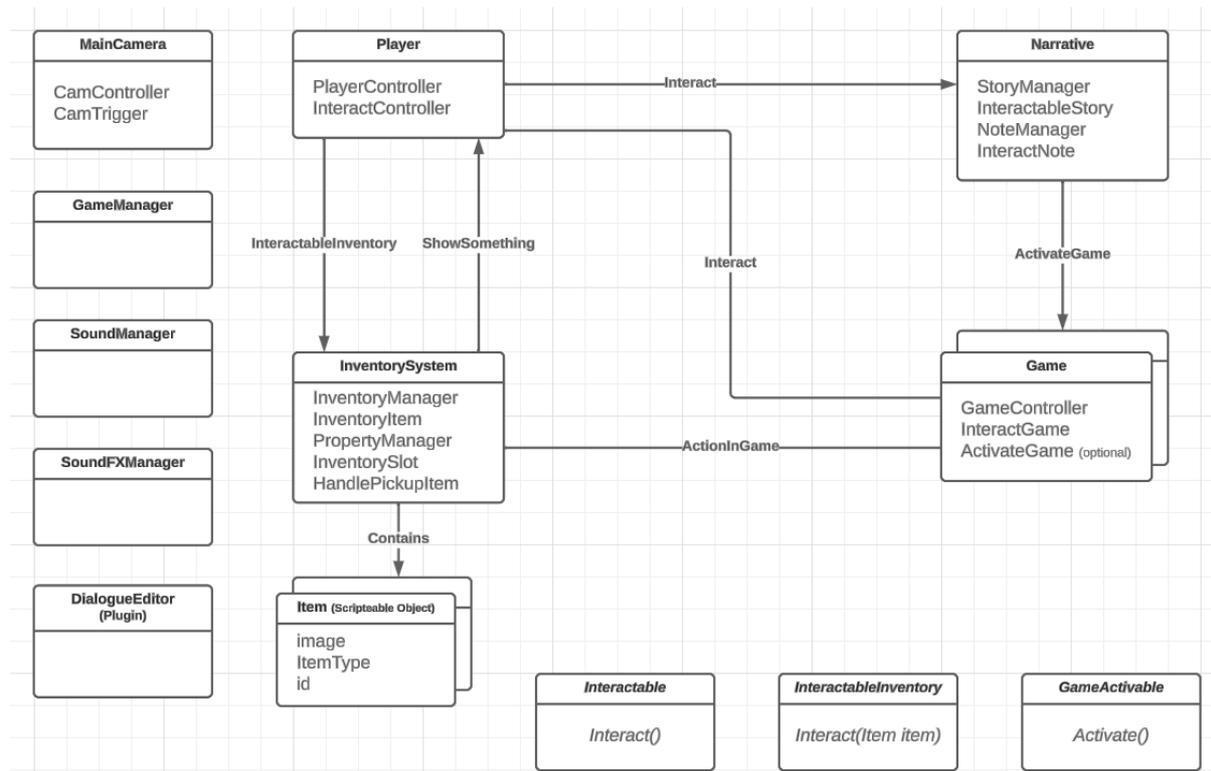 MainCamera
CamController
CamTrigger
Player
PlayerController
InteractController
Narrative
StoryManager
InteractableStory
NoteManager
InteractNote
Interact
GameManager
InteractableInventory
ShowSomething
Interact
ActivateGame
SoundManager
InventorySystem
InventoryManager
InventoryItem
PropertyManager
InventorySlot
HandlePickupItem
Game
GameController
InteractGame
ActivateGame (optional)
ActionInGame
SoundFXManager
Contains
DialogueEditor
(Plugin)
Item (Scripteable Object)
image
ItemType
id
Interactable
Interact()
InteractableInventory
Interact(Item item)
GameActivable
Activate()